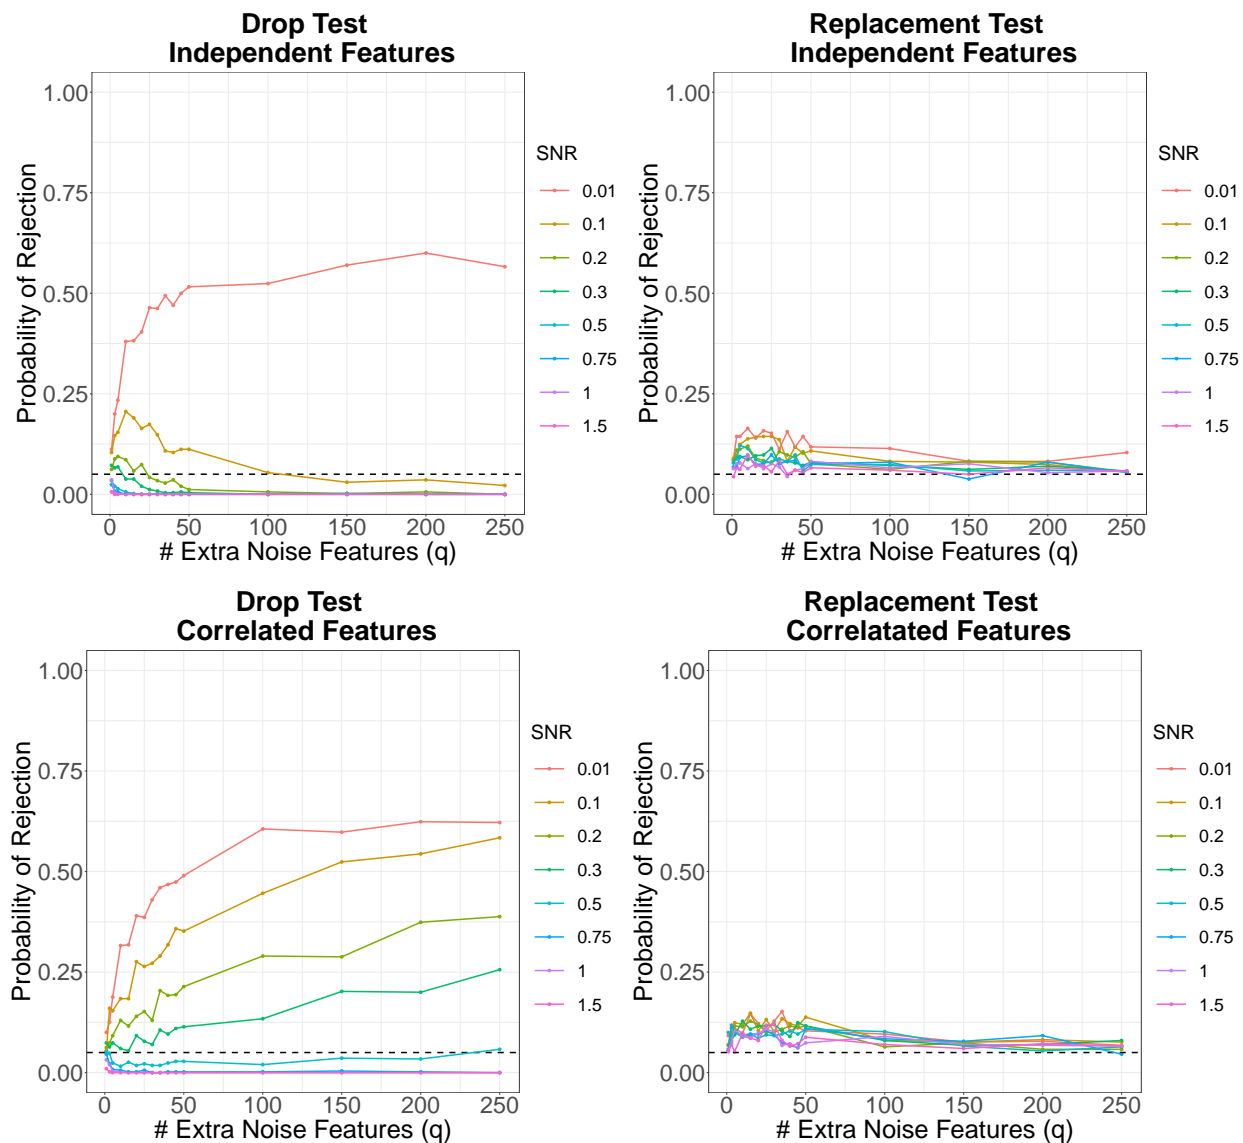 Drop Test
Independent Features
1.00
0.75
0.50
0.25
0.00
Probability of Rejection
0 50 100 150 200 250
# Extra Noise Features (q)
SNR
0.01
0.1
0.2
0.3
0.5
0.75
1
1.5
Replacement Test
Independent Features
1.00
0.75
0.50
0.25
0.00
Probability of Rejection
0 50 100 150 200 250
# Extra Noise Features (q)
SNR
0.01
0.1
0.2
0.3
0.5
0.75
1
1.5
Drop Test
Correlated Features
1.00
0.75
0.50
0.25
0.00
Probability of Rejection
0 50 100 150 200 250
# Extra Noise Features (q)
SNR
0.01
0.1
0.2
0.3
0.5
0.75
1
1.5
Replacement Test
Correlatated Features
1.00
0.75
0.50
0.25
0.00
Probability of Rejection
0 50 100 150 200 250
# Extra Noise Features (q)
SNR
0.01
0.1
0.2
0.3
0.5
0.75
1
1.5